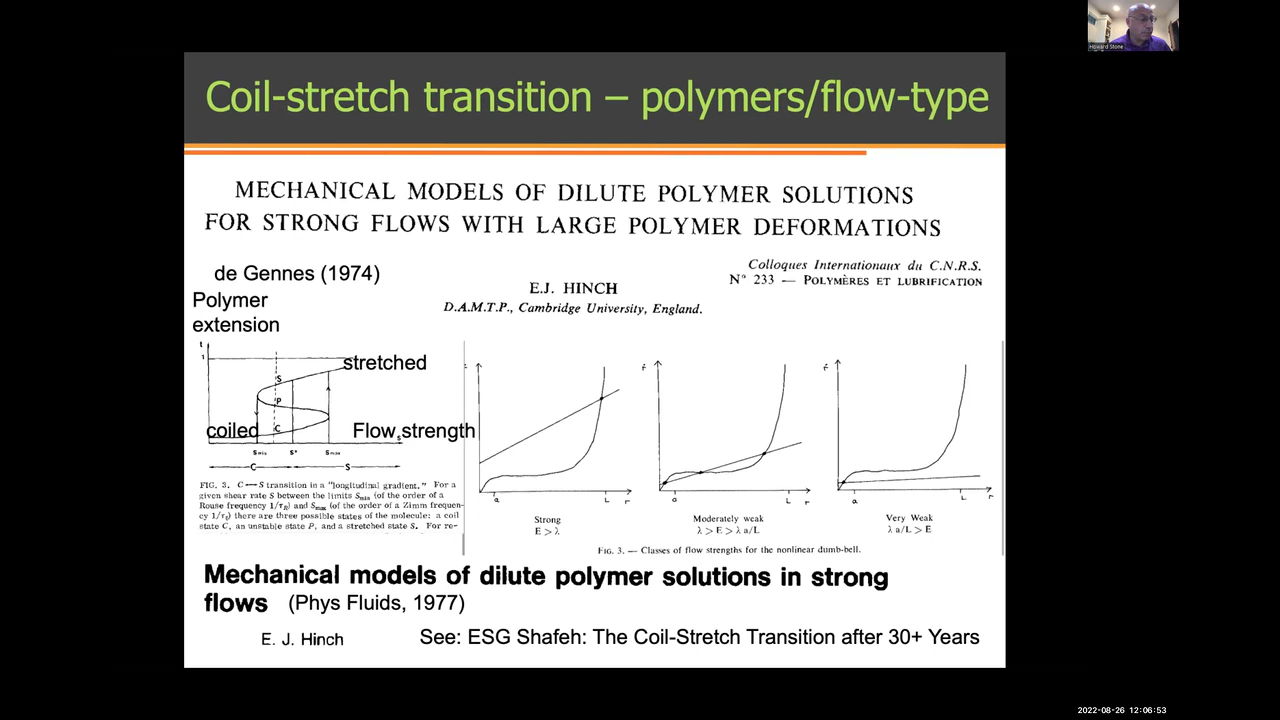 Howard Stone
Coil-stretch transition – polymers/flow-type
MECHANICAL MODELS OF DILUTE POLYMER SOLUTIONS
FOR STRONG FLOWS WITH LARGE POLYMER DEFORMATIONS
Colloques Internationaux du C.N.R.S.
N° 233 — POLYMÈRES ET LUBRIFICATION
de Gennes (1974)
E.J. HINCH
D.A.M.T.P., Cambridge University, England.
Polymer
extension
t
1
stretched
S
P
C
coiled
Flow strength
s
Smin S* Smax
C S
FIG. 3. C—S transition in a "longitudinal gradient." For a
given shear rate S between the limits Smin (of the order of a
Rouse frequency 1/τR) and Smax (of the order of a Zimm frequen-
cy 1/τz) there are three possible states of the molecule: a coil
state C, an unstable state P, and a stretched state S. For re-
ṙ
a L r
Strong
E > λ
ṙ
a L r
Moderately weak
λ > E > λ a/L
ṙ
a L r
Very Weak
λ a/L > E
FIG. 3. — Classes of flow strengths for the nonlinear dumb-bell.
Mechanical models of dilute polymer solutions in strong
flows (Phys Fluids, 1977)
E. J. Hinch
See: ESG Shafeh: The Coil-Stretch Transition after 30+ Years
2022-08-26 12:06:53